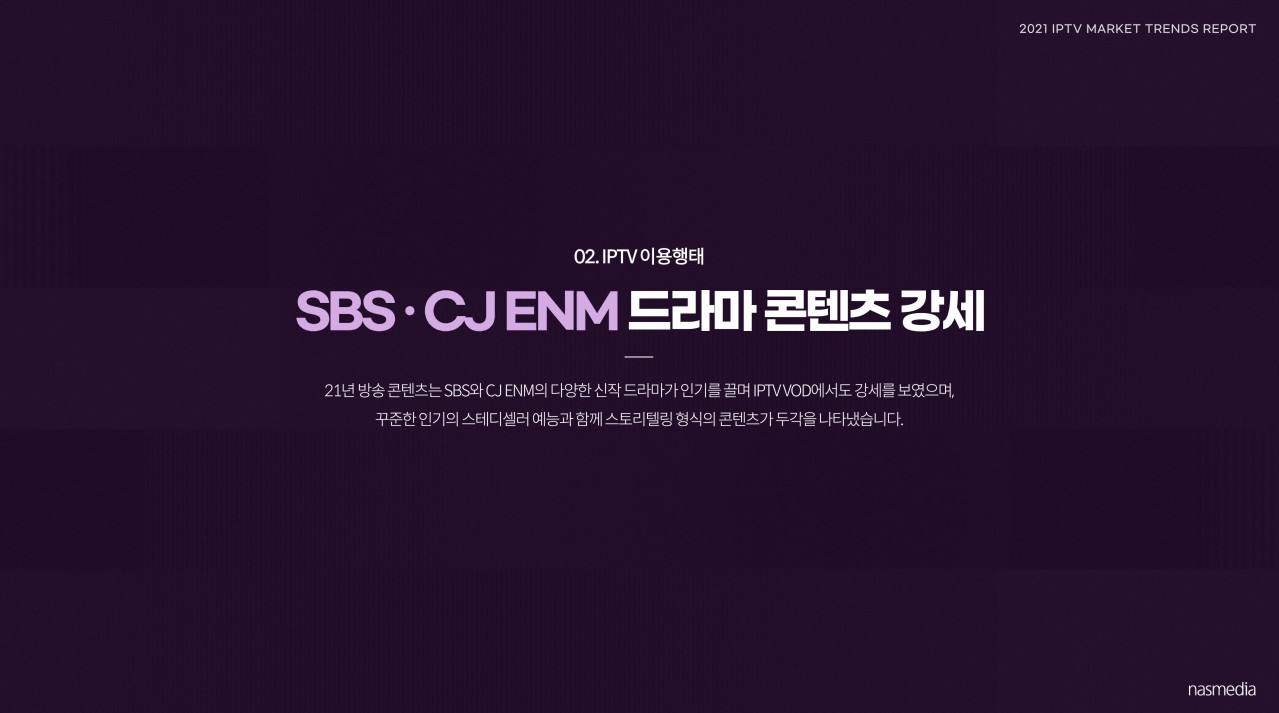 2021 IPTV MARKET TRENDS REPORT
02. IPTV 이용행태
SBS · CJ ENM 드라마 콘텐츠 강세
21년 방송 콘텐츠는 SBS와 CJ ENM의 다양한 신작 드라마가 인기를 끌며 IPTV VOD에서도 강세를 보였으며,
꾸준한 인기의 스테디셀러 예능과 함께 스토리텔링 형식의 콘텐츠가 두각을 나타냈습니다.
nasmedia